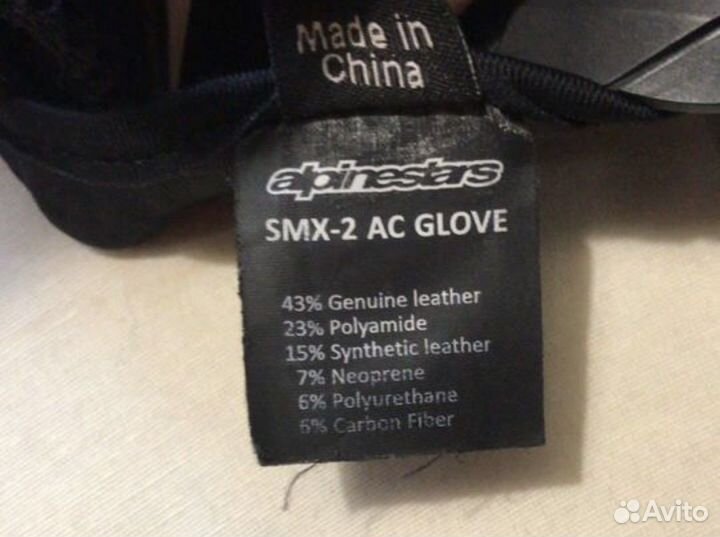 Made in
China
alpinestars
SMX-2 AC GLOVE
43% Genuine leather
23% Polyamide
15% Synthetic leather
7% Neoprene
6% Polyurethane
6% Carbon Fiber
Avito